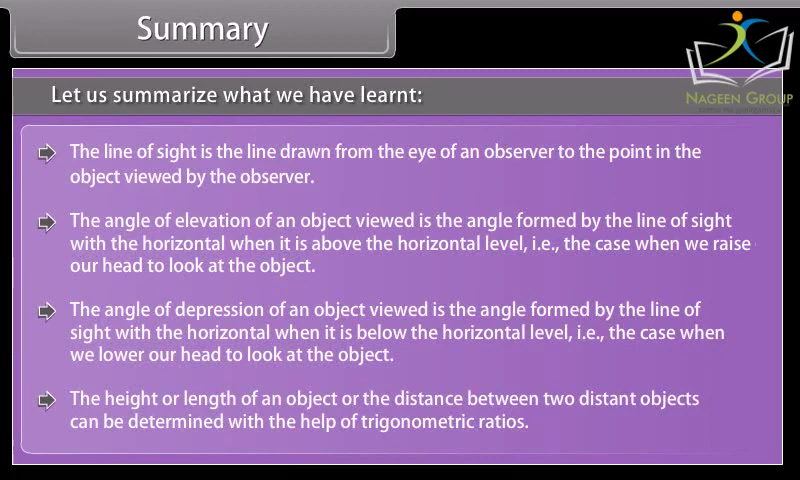 Summary
NAGEEN GROUP
Let us summarize what we have learnt:
The line of sight is the line drawn from the eye of an observer to the point in the
object viewed by the observer.
The angle of elevation of an object viewed is the angle formed by the line of sight
with the horizontal when it is above the horizontal level, i.e., the case when we raise
our head to look at the object.
The angle of depression of an object viewed is the angle formed by the line of
sight with the horizontal when it is below the horizontal level, i.e., the case when
we lower our head to look at the object.
The height or length of an object or the distance between two distant objects
can be determined with the help of trigonometric ratios.